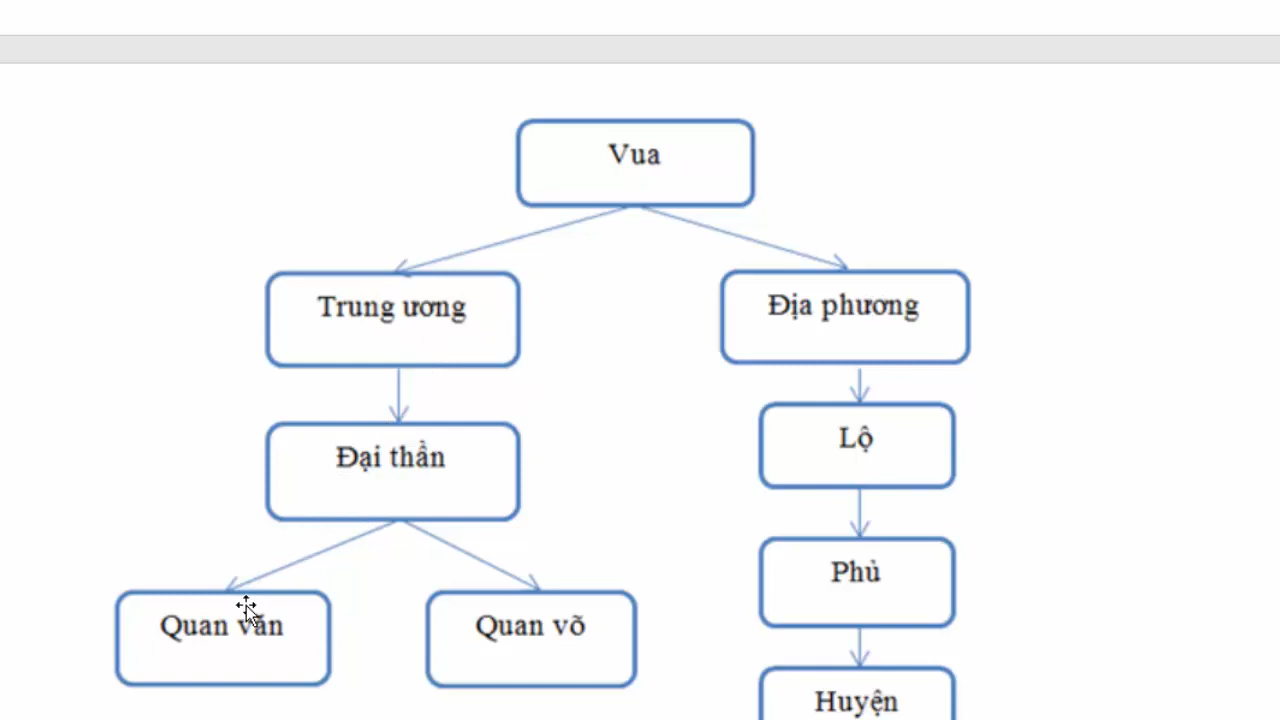 Vua
Trung ương
Địa phương
Đại thần
Lộ
Phủ
Quan văn
Quan võ
Huyện